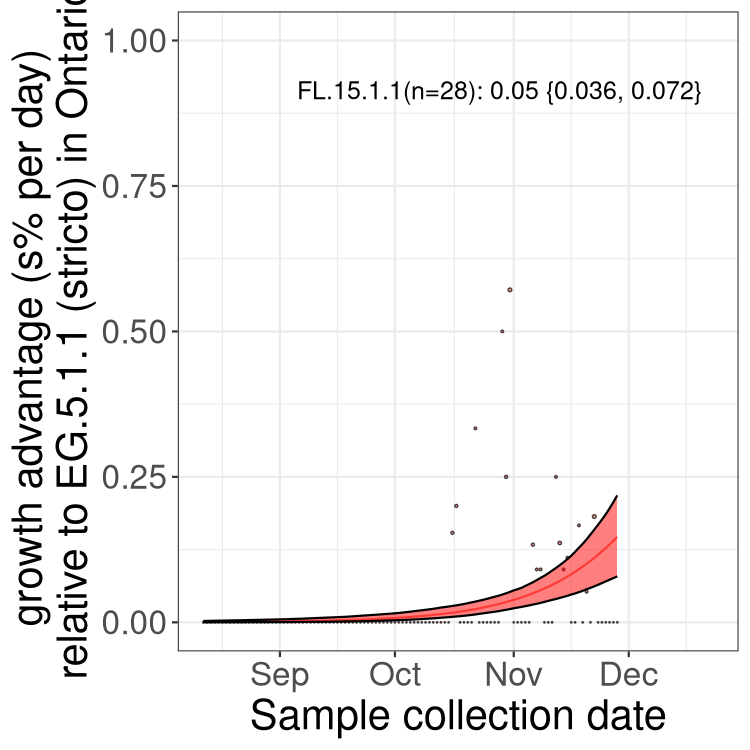 growth advantage (s% per day)
relative to EG.5.1.1 (stricto) in Ontario
1.00
0.75
0.50
0.25
0.00
FL.15.1.1(n=28): 0.05 {0.036, 0.072}
Sep Oct Nov Dec
Sample collection date